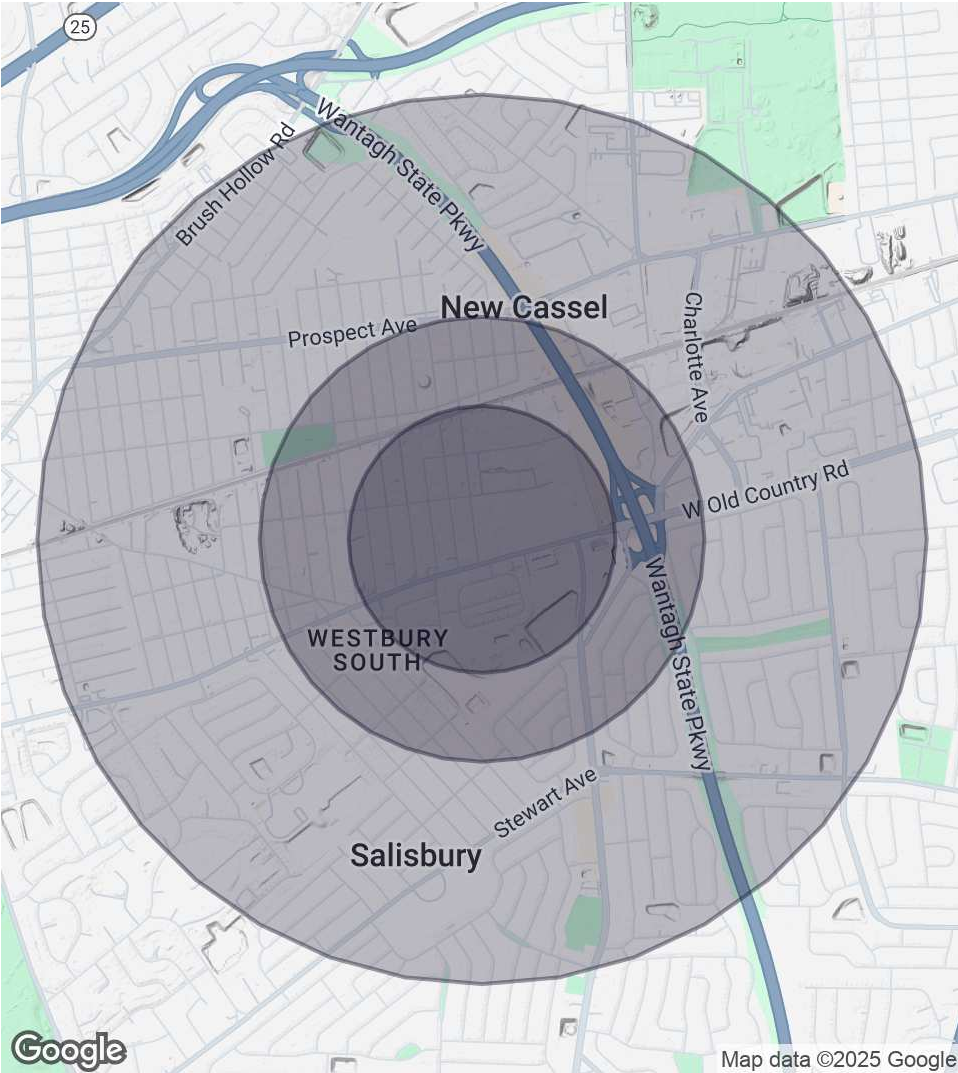 25
Wantagh State Pkwy
Brush Hollow Rd
New Cassel
Prospect Ave
Charlotte Ave
W Old Country Rd
WESTBURY
SOUTH
Wantagh State Pkwy
Stewart Ave
Salisbury
Google
Map data ©2025 Google